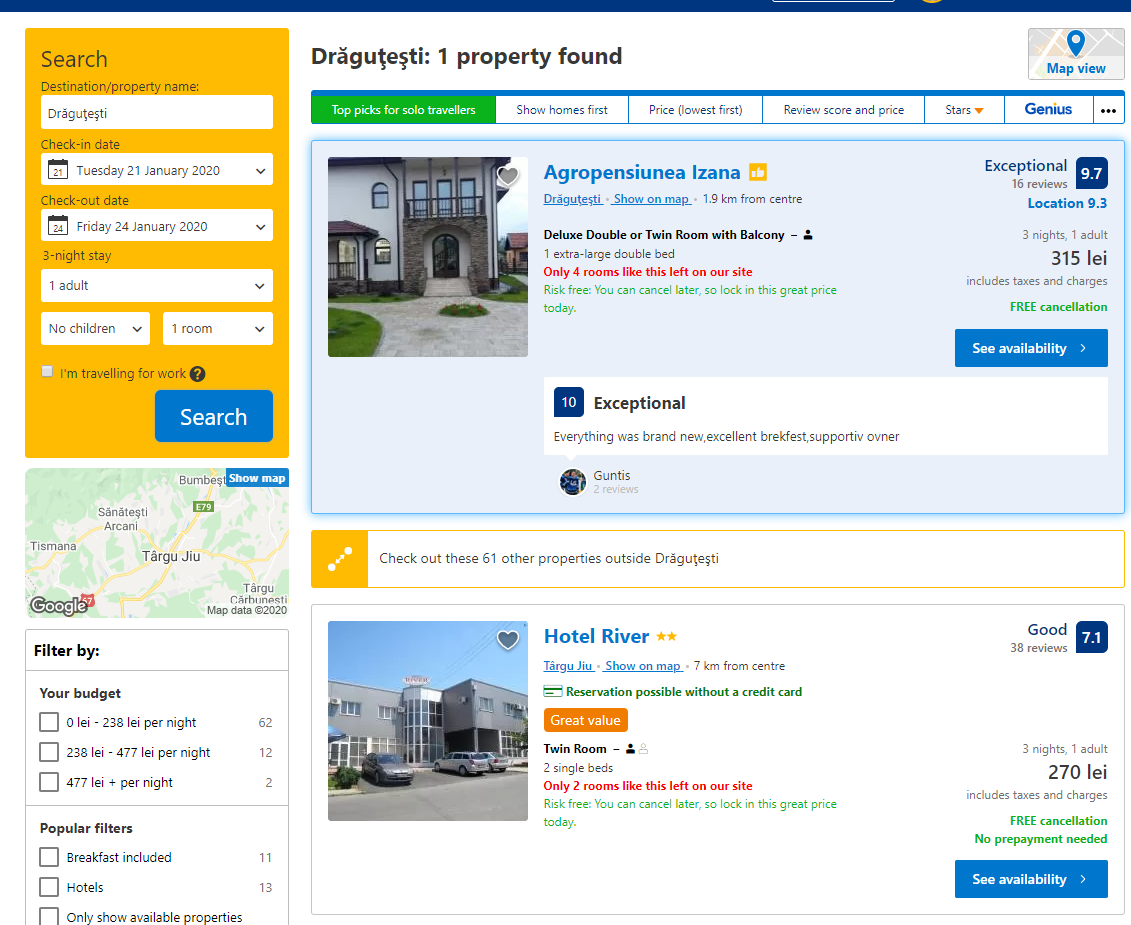 Search
Destination/property name:
Drăguțești
Check-in date
21
Tuesday 21 January 2020
Check-out date
24
Friday 24 January 2020
3-night stay
1 adult
No children
1 room
I'm travelling for work ?
Search
Bumbeșt
Show map
E79
Sănătești
Arcani
Tismana
Târgu Jiu
Târgu
Cărbunești
67
Google
Map data ©2020
Filter by:
Your budget
0 lei - 238 lei per night 62
238 lei - 477 lei per night 12
477 lei + per night 2
Popular filters
Breakfast included 11
Hotels 13
Only show available properties
Drăguţeşti: 1 property found
Map view
Top picks for solo travellers
Show homes first
Price (lowest first)
Review score and price
Stars
Genius
•••
Agropensiunea Izana
Drăguțești • Show on map • 1.9 km from centre
Exceptional
16 reviews
9.7
Location 9.3
Deluxe Double or Twin Room with Balcony –
1 extra-large double bed
Only 4 rooms like this left on our site
Risk free: You can cancel later, so lock in this great price
today.
3 nights, 1 adult
315 lei
includes taxes and charges
FREE cancellation
See availability
10 Exceptional
Everything was brand new,excellent brekfest,supportiv ovner
Guntis
2 reviews
Check out these 61 other properties outside Drăguţeşti
Hotel River
Târgu Jiu • Show on map • 7 km from centre
Good
38 reviews
7.1
Reservation possible without a credit card
Great value
Twin Room –
2 single beds
Only 2 rooms like this left on our site
Risk free: You can cancel later, so lock in this great price
today.
3 nights, 1 adult
270 lei
includes taxes and charges
FREE cancellation
No prepayment needed
See availability